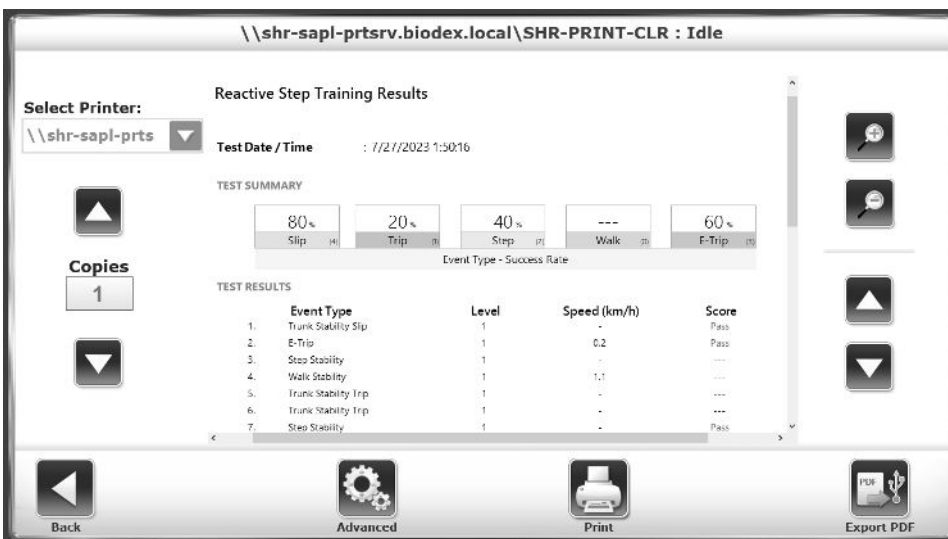 \\shr-sapl-prtsrv.biodex.local\SHR-PRINT-CLR : Idle
Select Printer:
\\shr-sapl-prts
Copies
1
Reactive Step Training Results
Test Date / Time : 7/27/2023 1:50:16
TEST SUMMARY
80% 20% 40% --- 60%
Slip [4] Trip Step [2] Walk [0] E-Trip
Event Type - Success Rate
TEST RESULTS
Event Type Level Speed (km/h) Score
1. Trunk Stability Slip 1 - Pass
2. E-Trip 1 0.2 Pass
3. Step Stability 1 - ---
4. Walk Stability 1 1.1 ---
5. Trunk Stability Trip 1 - ---
6. Trunk Stability Trip 1 - ---
7. Step Stability 1 - Pass
Back
Advanced
Print
PDF
Export PDF